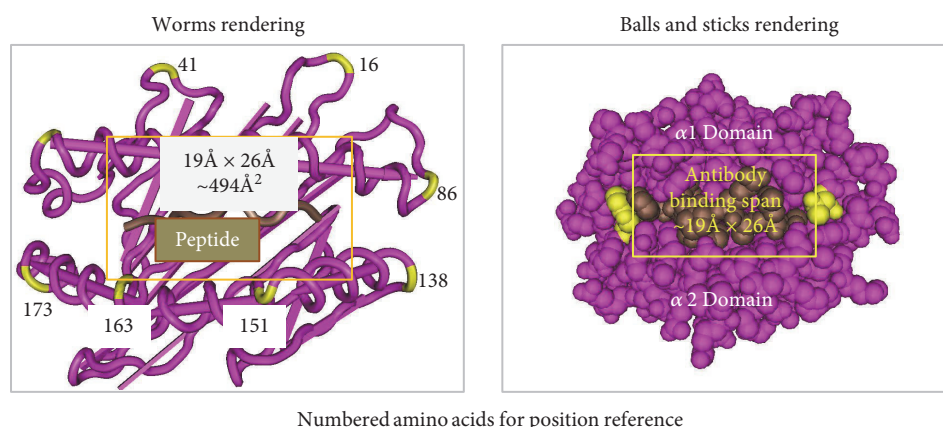 Worms rendering
41
16
19Å × 26Å
~494Å²
86
Peptide
138
173
163
151
Balls and sticks rendering
α1 Domain
Antibody
binding span
~19Å × 26Å
α 2 Domain
Numbered amino acids for position reference